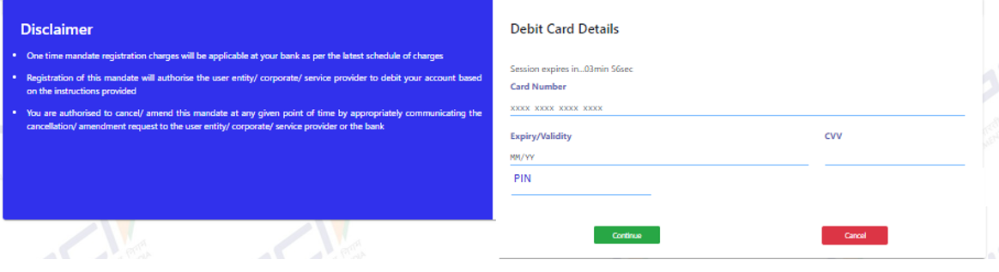 Disclaimer
• One time mandate registration charges will be applicable at your bank as per the latest schedule of charges
• Registration of this mandate will authorise the user entity/ corporate/ service provider to debit your account based
on the instructions provided
• You are authorised to cancel/ amend this mandate at any given point of time by appropriately communicating the
cancellation/ amendment request to the user entity/ corporate/ service provider or the bank
Debit Card Details
Session expires in...03min 56sec
Card Number
xxxx xxxx xxxx xxxx
Expiry/Validity CVV
MM/YY
PIN
Continue Cancel